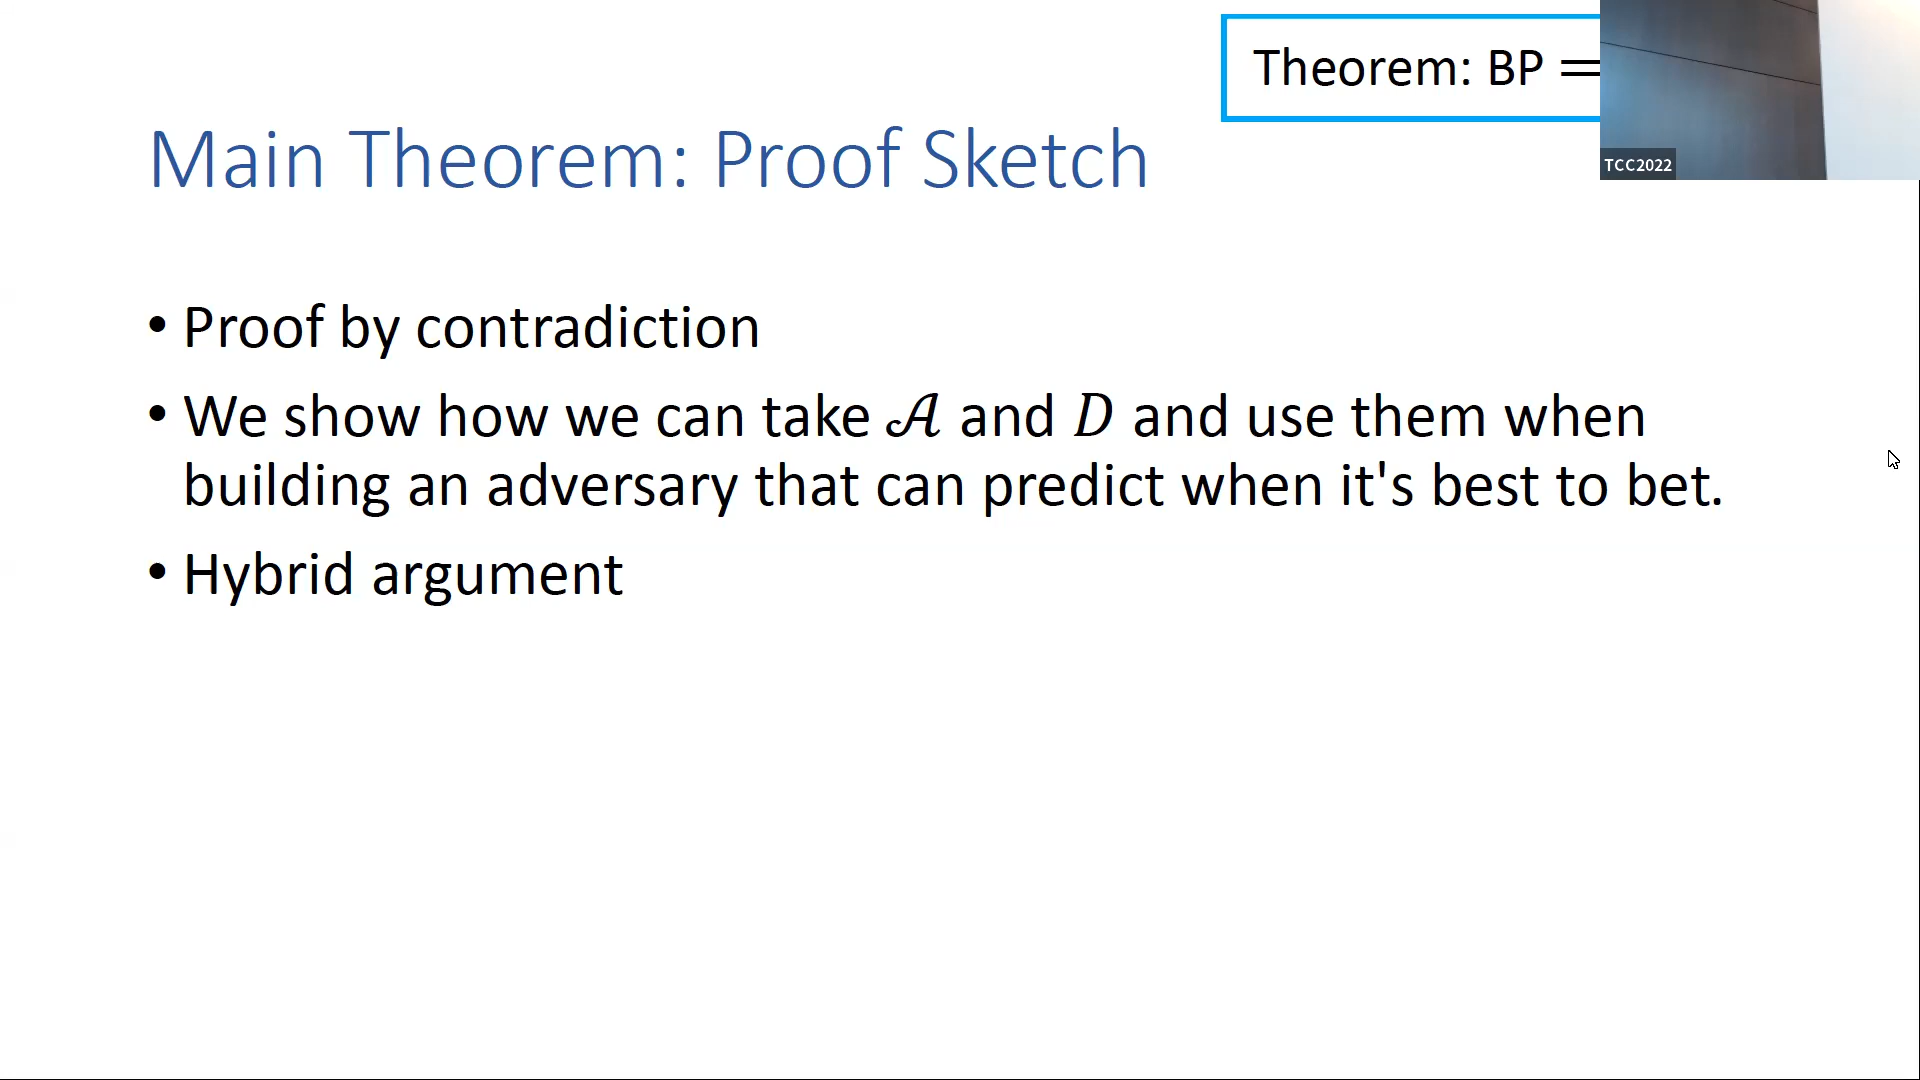 Theorem: BP =
TCC2022
Main Theorem: Proof Sketch
• Proof by contradiction
• We show how we can take 𝒜 and 𝐷 and use them when
building an adversary that can predict when it's best to bet.
• Hybrid argument